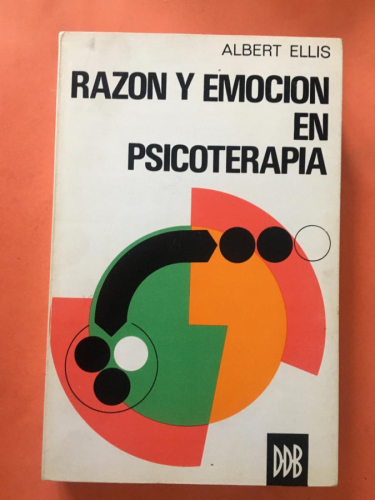 ALBERT ELLIS
RAZON Y EMOCION
EN
PSICOTERAPIA
DDB